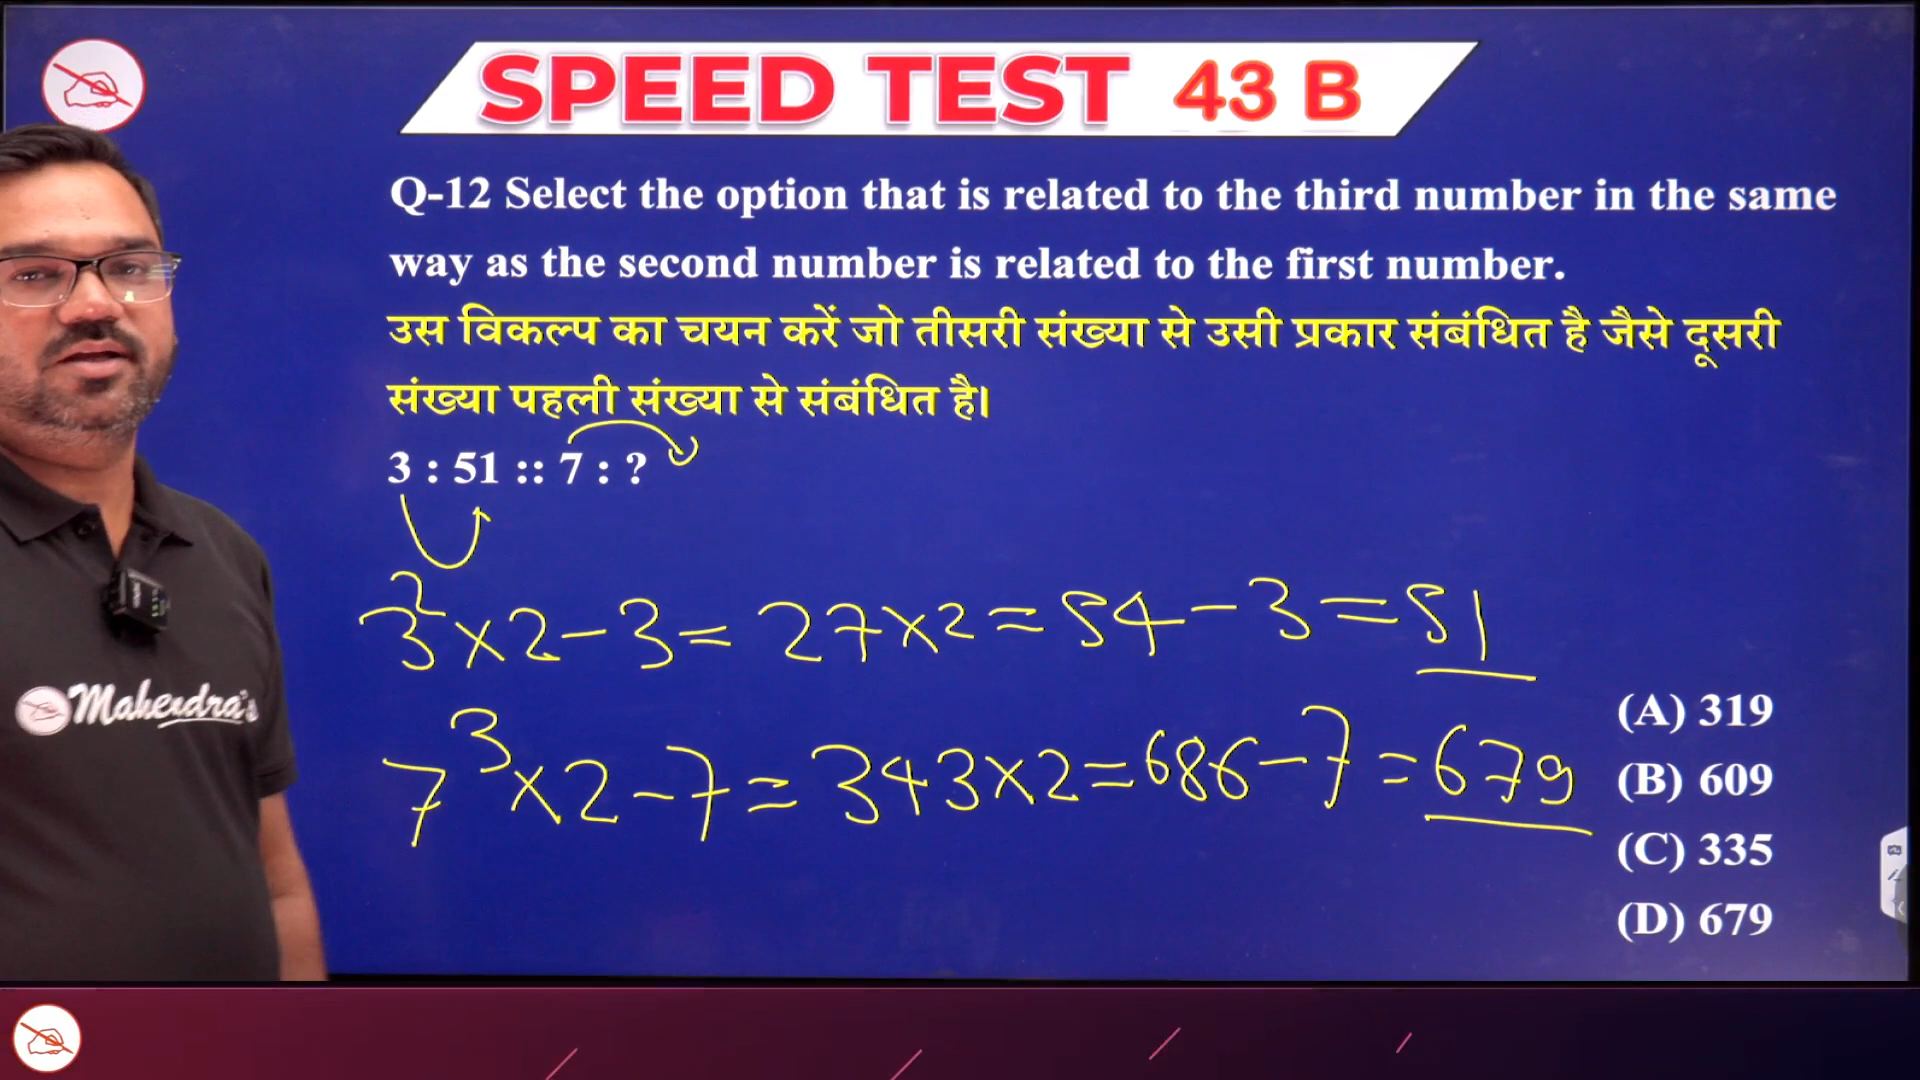 SPEED TEST 43 B
Q-12 Select the option that is related to the third number in the same
way as the second number is related to the first number.
उस विकल्प का चयन करें जो तीसरी संख्या से उसी प्रकार संबंधित है जैसे दूसरी
संख्या पहली संख्या से संबंधित है।
3 : 51 :: 7 : ?
3² × 2 - 3 = 27 × 2 = 54 - 3 = 51
7³ × 2 - 7 = 343 × 2 = 686 - 7 = 679
(A) 319
(B) 609
(C) 335
(D) 679
Mahendra's